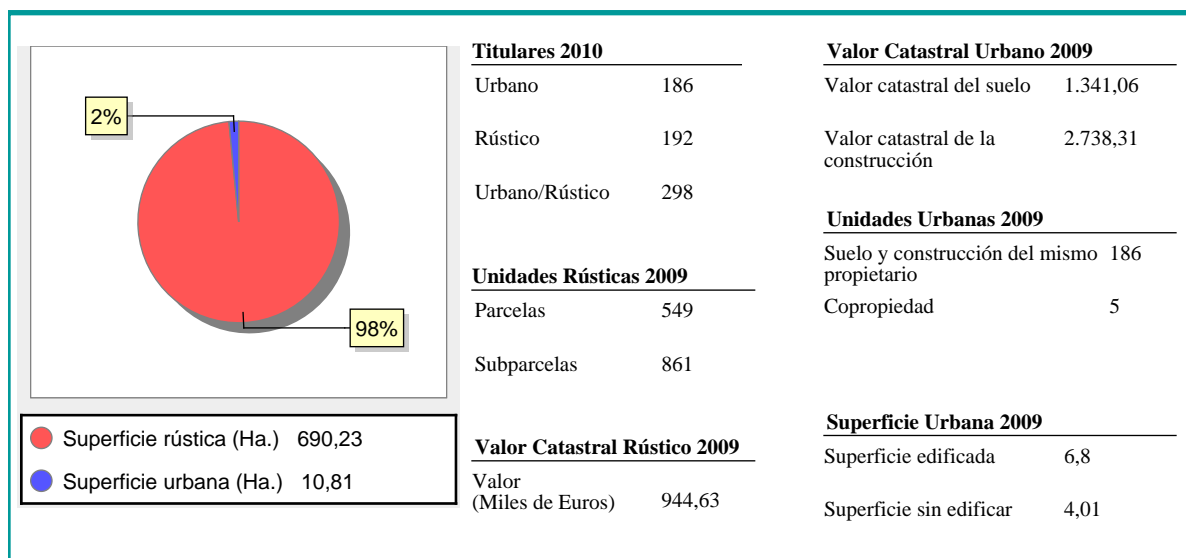 2%
98%
Superficie rústica (Ha.) 690,23
Superficie urbana (Ha.) 10,81
Titulares 2010
Urbano 186
Rústico 192
Urbano/Rústico 298
Unidades Rústicas 2009
Parcelas 549
Subparcelas 861
Valor Catastral Rústico 2009
Valor
(Miles de Euros) 944,63
Valor Catastral Urbano 2009
Valor catastral del suelo 1.341,06
Valor catastral de la 2.738,31
construcción
Unidades Urbanas 2009
Suelo y construcción del mismo 186
propietario
Copropiedad 5
Superficie Urbana 2009
Superficie edificada 6,8
Superficie sin edificar 4,01